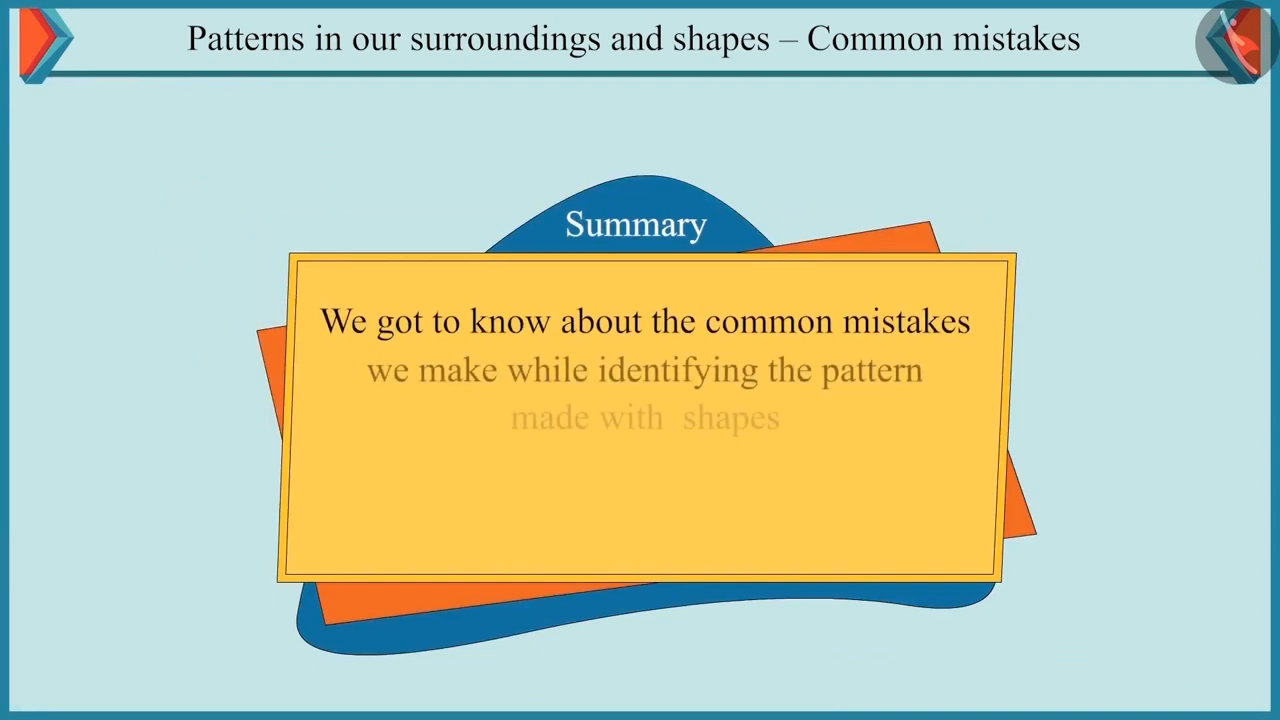 Patterns in our surroundings and shapes – Common mistakes
Summary
We got to know about the common mistakes
we make while identifying the pattern
made with shapes